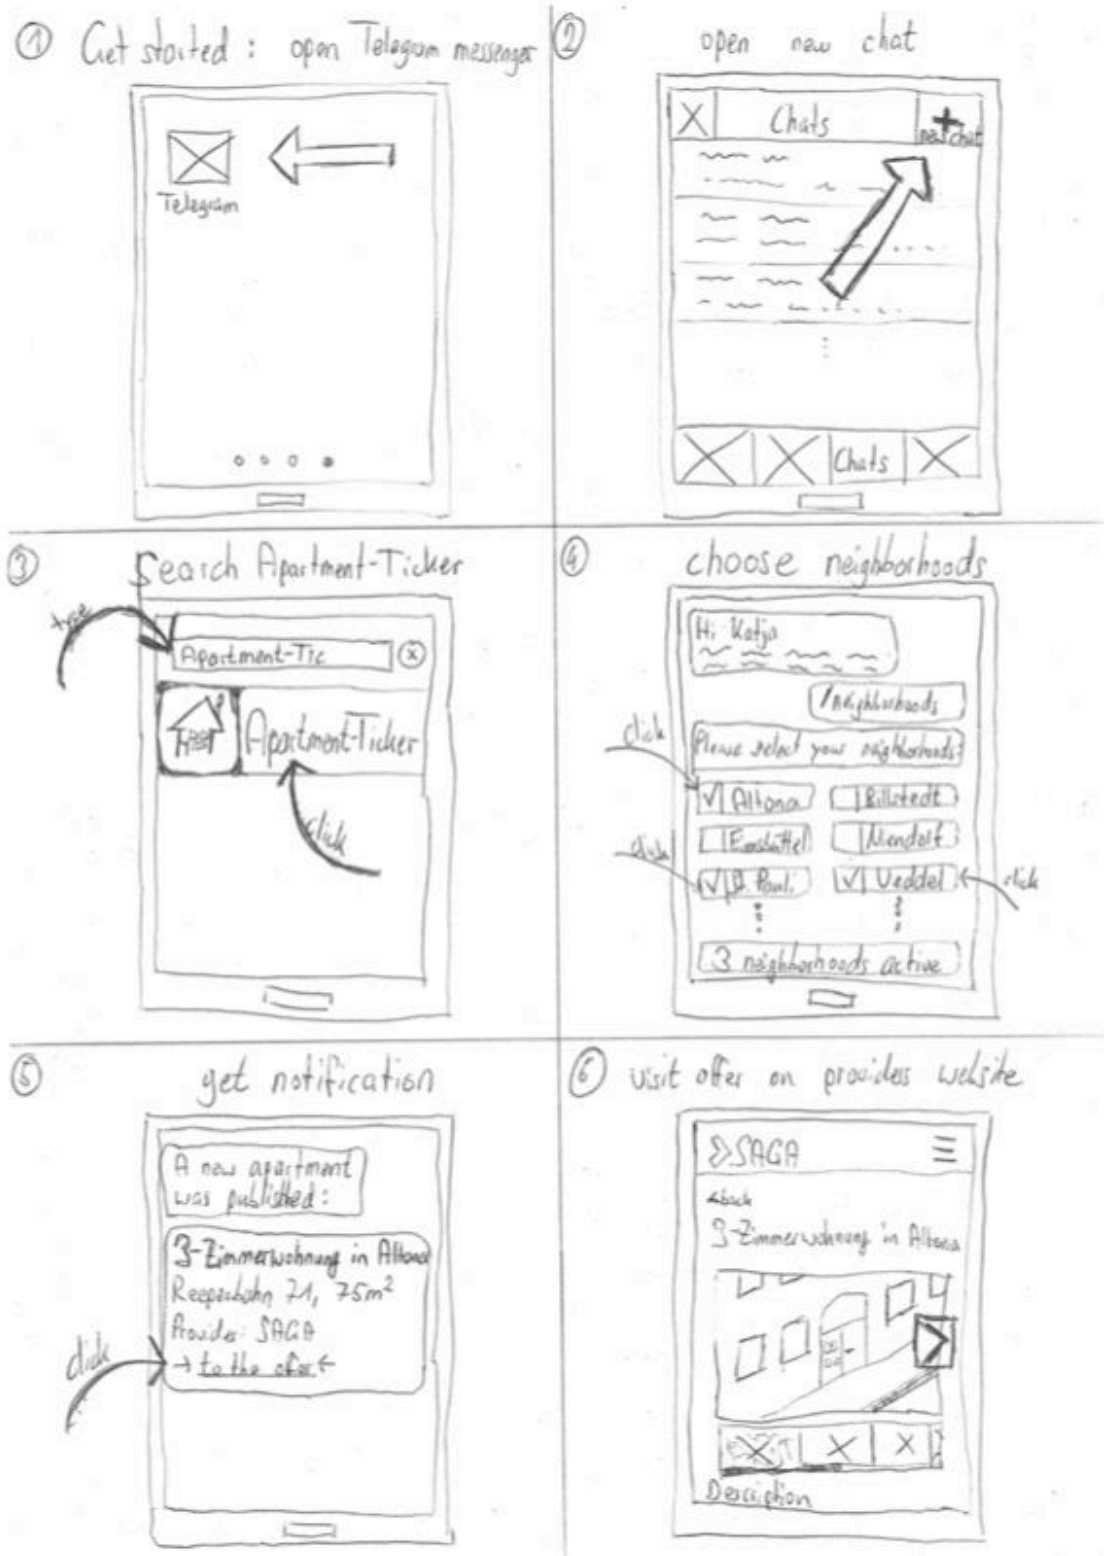 ① Get started: open Telegram messenger
Telegram
② open new chat
Chats
+
new chat
Chats
③ Search Apartment-Ticker
type
Apartment-Tic
Apartment-Ticker
click
④ choose neighborhoods
Hi Katja
/neighborhoods
Please select your neighborhoods:
click
Altona
Billstedt
Eimsbüttel
Niendorf
click
St. Pauli
Veddel
click
3 neighborhoods active
⑤ get notification
A new apartment
was published:
3-Zimmerwohnung in Altona
Reeperbahn 71, 75m²
Provider: SAGA
click
→ to the offer ←
⑥ visit offer on providers website
SAGA
back
3-Zimmerwohnung in Altona
Description